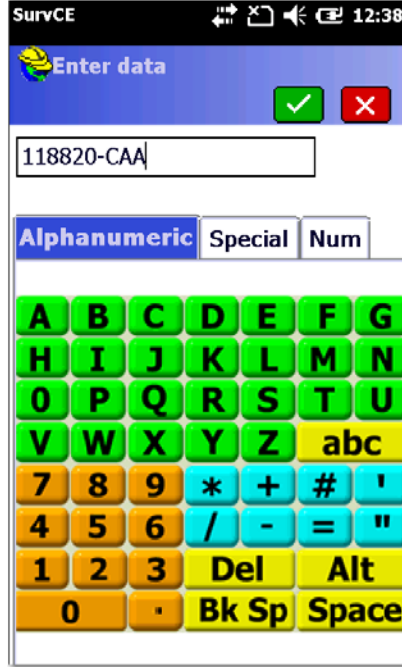 SurvCE 12:38
Enter data
118820-CAA
Alphanumeric Special Num
A B C D E F G
H I J K L M N
O P Q R S T U
V W X Y Z abc
7 8 9 * + # '
4 5 6 / - = "
1 2 3 Del Alt
0 . Bk Sp Space